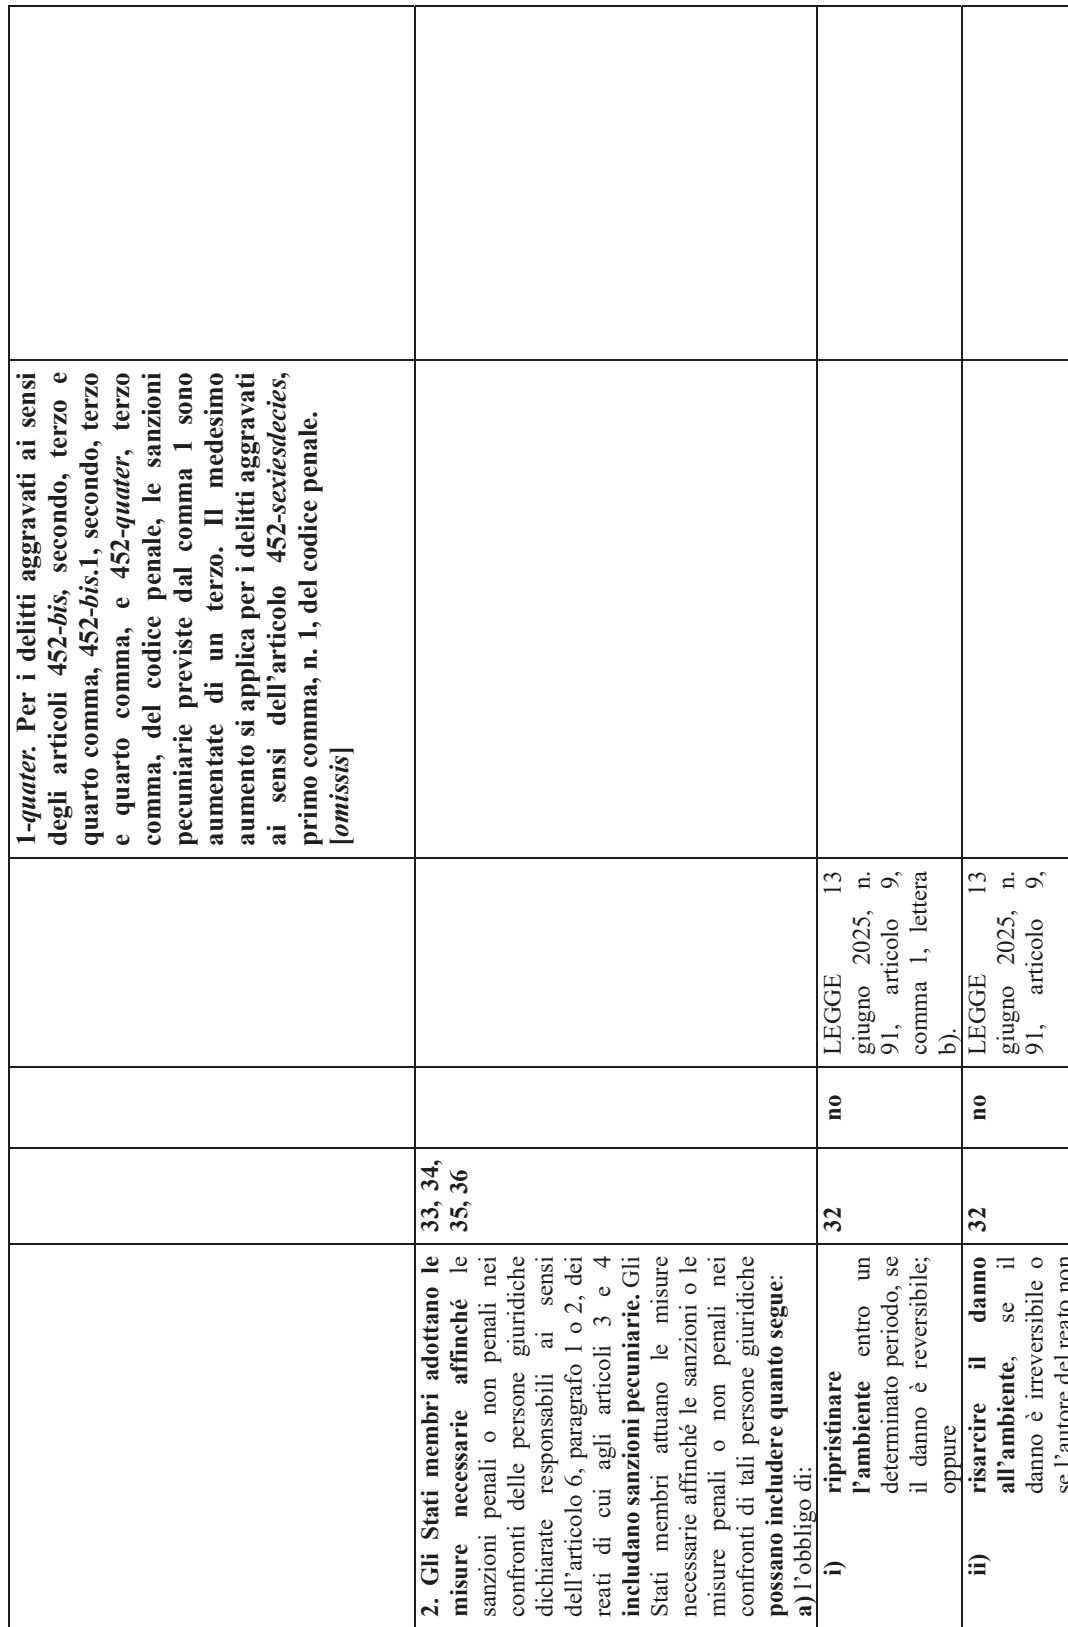 1-quater. Per i delitti aggravati ai sensi
degli articoli 452-bis, secondo, terzo e
quarto comma, 452-bis.1, secondo, terzo
e quarto comma, e 452-quater, terzo
comma, del codice penale, le sanzioni
pecuniarie previste dal comma 1 sono
aumentate di un terzo. Il medesimo
aumento si applica per i delitti aggravati
ai sensi dell'articolo 452-sexiesdecies,
primo comma, n. 1, del codice penale.
[omissis]
2. Gli Stati membri adottano le
misure necessarie affinché le
sanzioni penali o non penali nei
confronti delle persone giuridiche
dichiarate responsabili ai sensi
dell'articolo 6, paragrafo 1 o 2, dei
reati di cui agli articoli 3 e 4
includano sanzioni pecuniarie. Gli
Stati membri attuano le misure
necessarie affinché le sanzioni o le
misure penali o non penali nei
confronti di tali persone giuridiche
possano includere quanto segue:
a) l'obbligo di:
33, 34,
35, 36
i) ripristinare
l'ambiente entro un
determinato periodo, se
il danno è reversibile;
oppure
32
no
LEGGE 13
giugno 2025, n.
91, articolo 9,
comma 1, lettera
b).
ii) risarcire il danno
all'ambiente, se il
danno è irreversibile o
se l'autore del reato non
32
no
LEGGE 13
giugno 2025, n.
91, articolo 9,